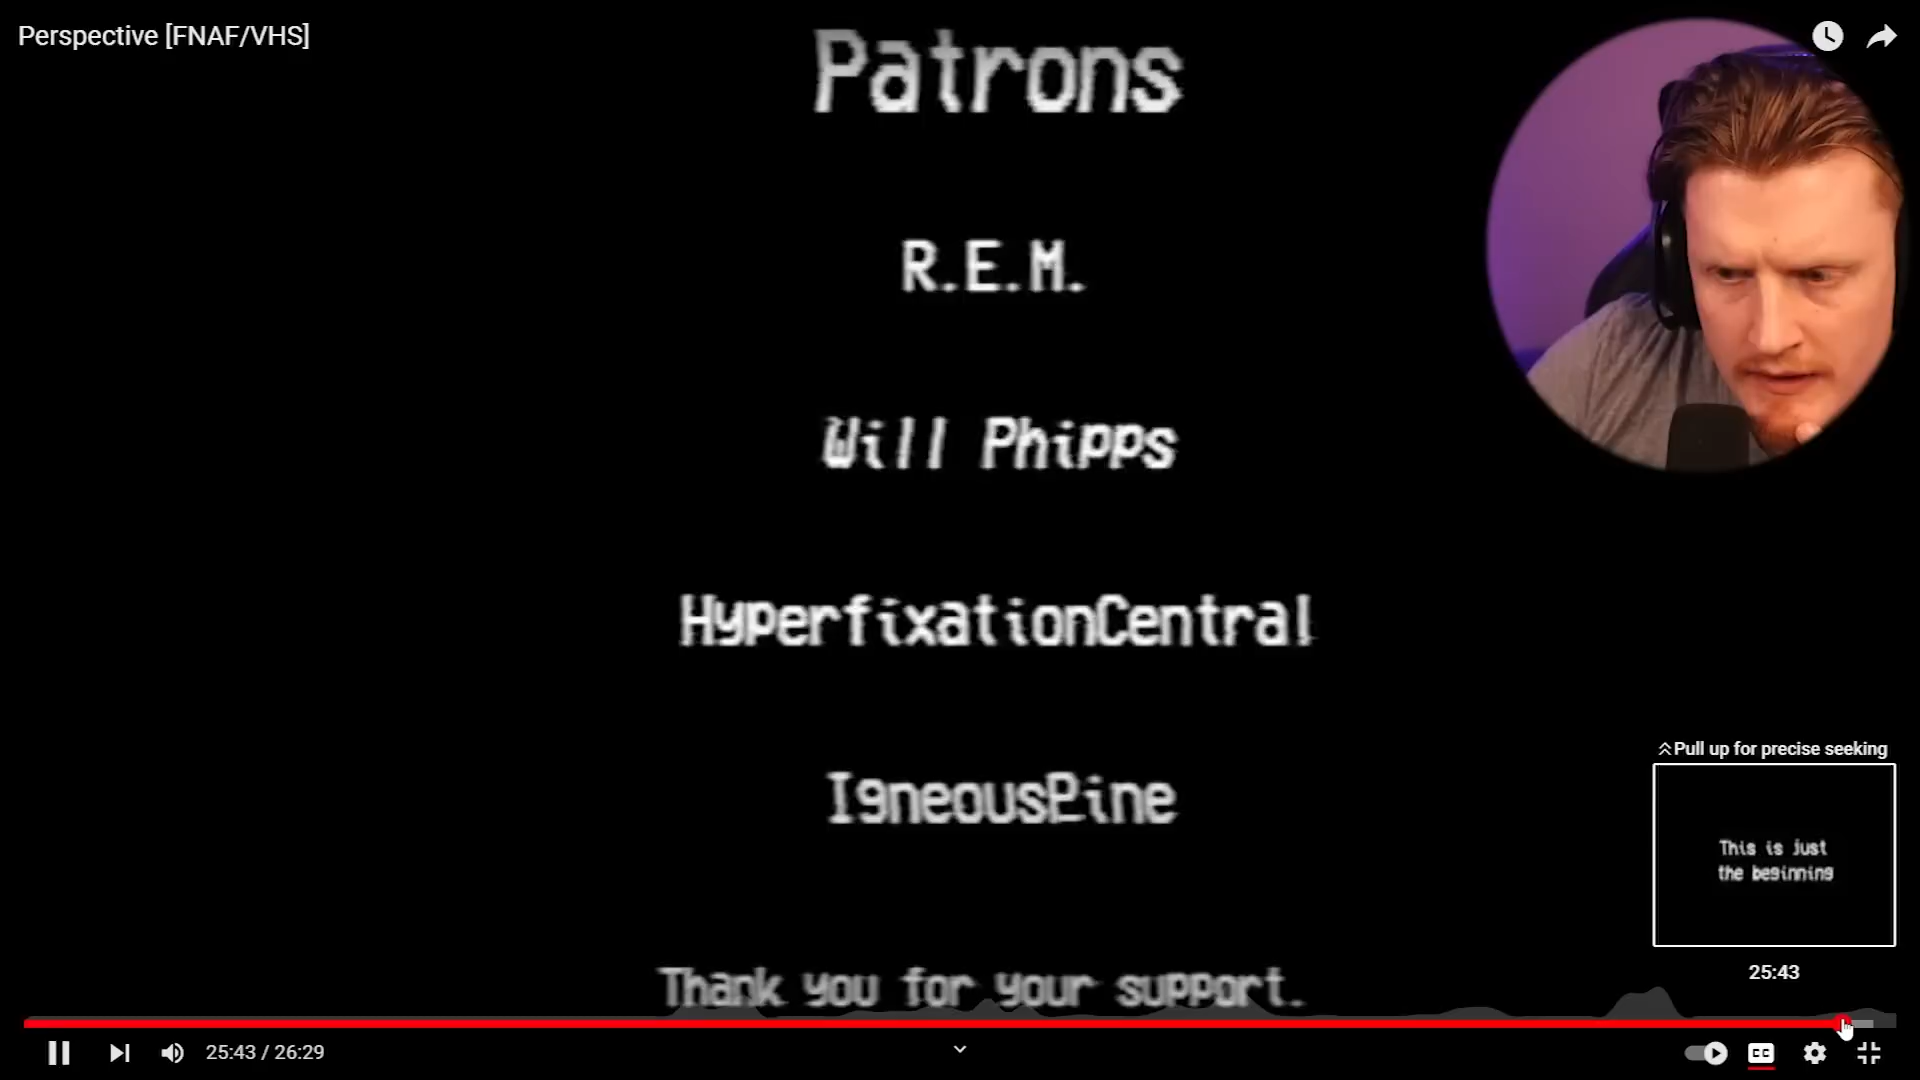 Perspective [FNAF/VHS]
Patrons
R.E.M.
Will Phipps
HyperfixationCentral
IgneousPine
Thank you for your support.
Pull up for precise seeking
This is just
the beginning
25:43
25:43 / 26:29
CC